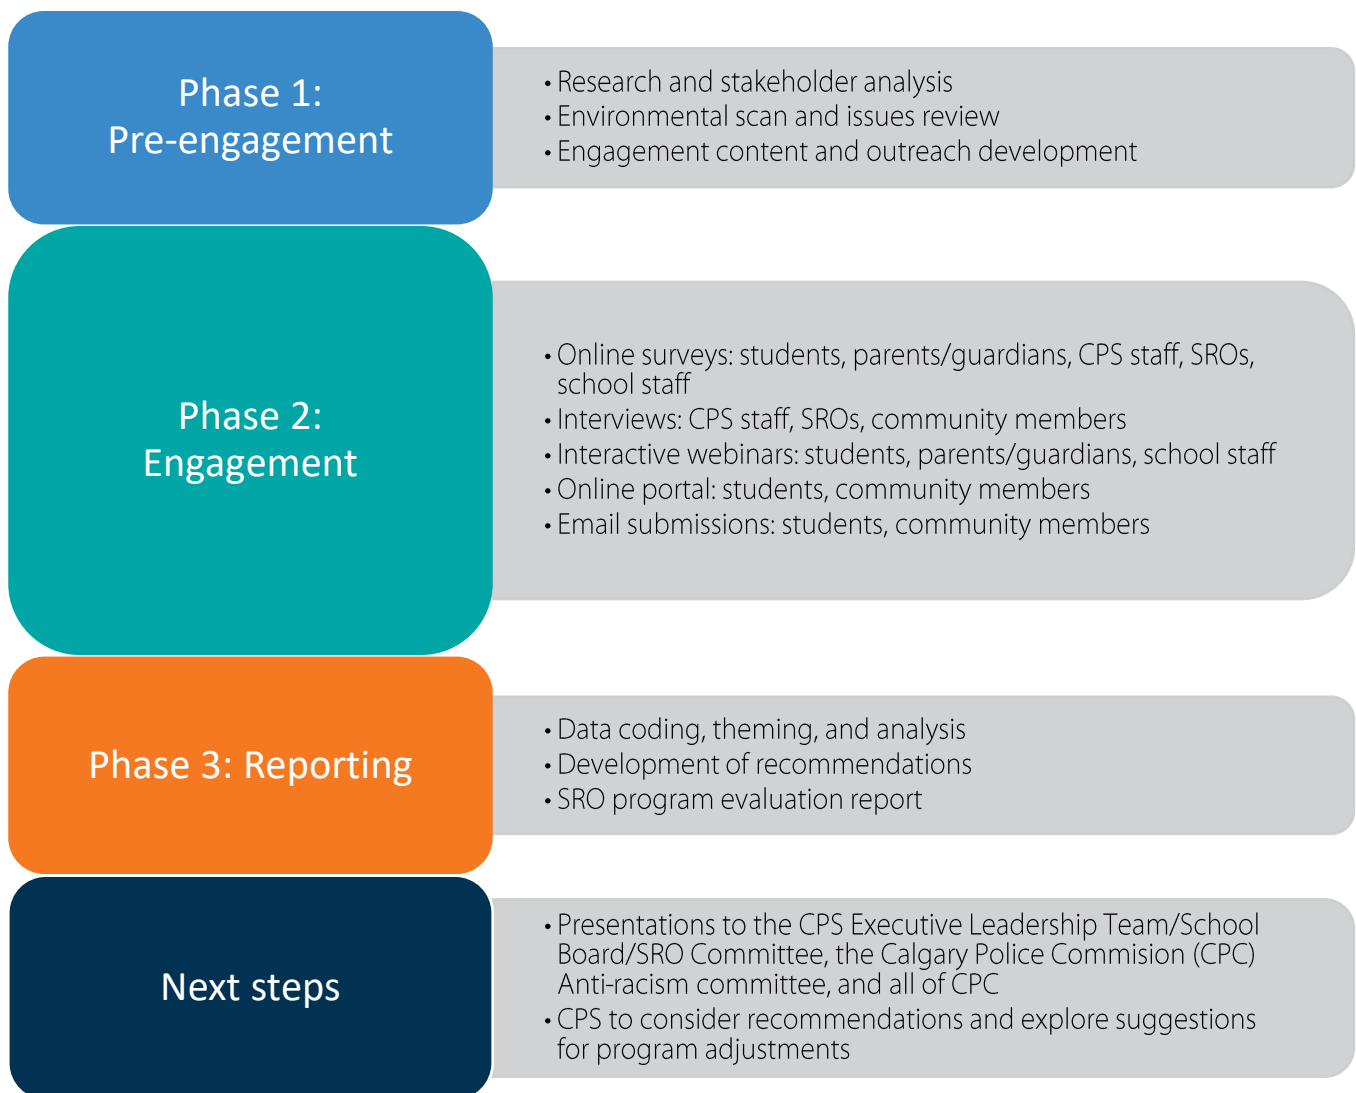 Phase 1:
Pre-engagement
• Research and stakeholder analysis
• Environmental scan and issues review
• Engagement content and outreach development
Phase 2:
Engagement
• Online surveys: students, parents/guardians, CPS staff, SROs,
school staff
• Interviews: CPS staff, SROs, community members
• Interactive webinars: students, parents/guardians, school staff
• Online portal: students, community members
• Email submissions: students, community members
Phase 3: Reporting
• Data coding, theming, and analysis
• Development of recommendations
• SRO program evaluation report
Next steps
• Presentations to the CPS Executive Leadership Team/School
Board/SRO Committee, the Calgary Police Commision (CPC)
Anti-racism committee, and all of CPC
• CPS to consider recommendations and explore suggestions
for program adjustments